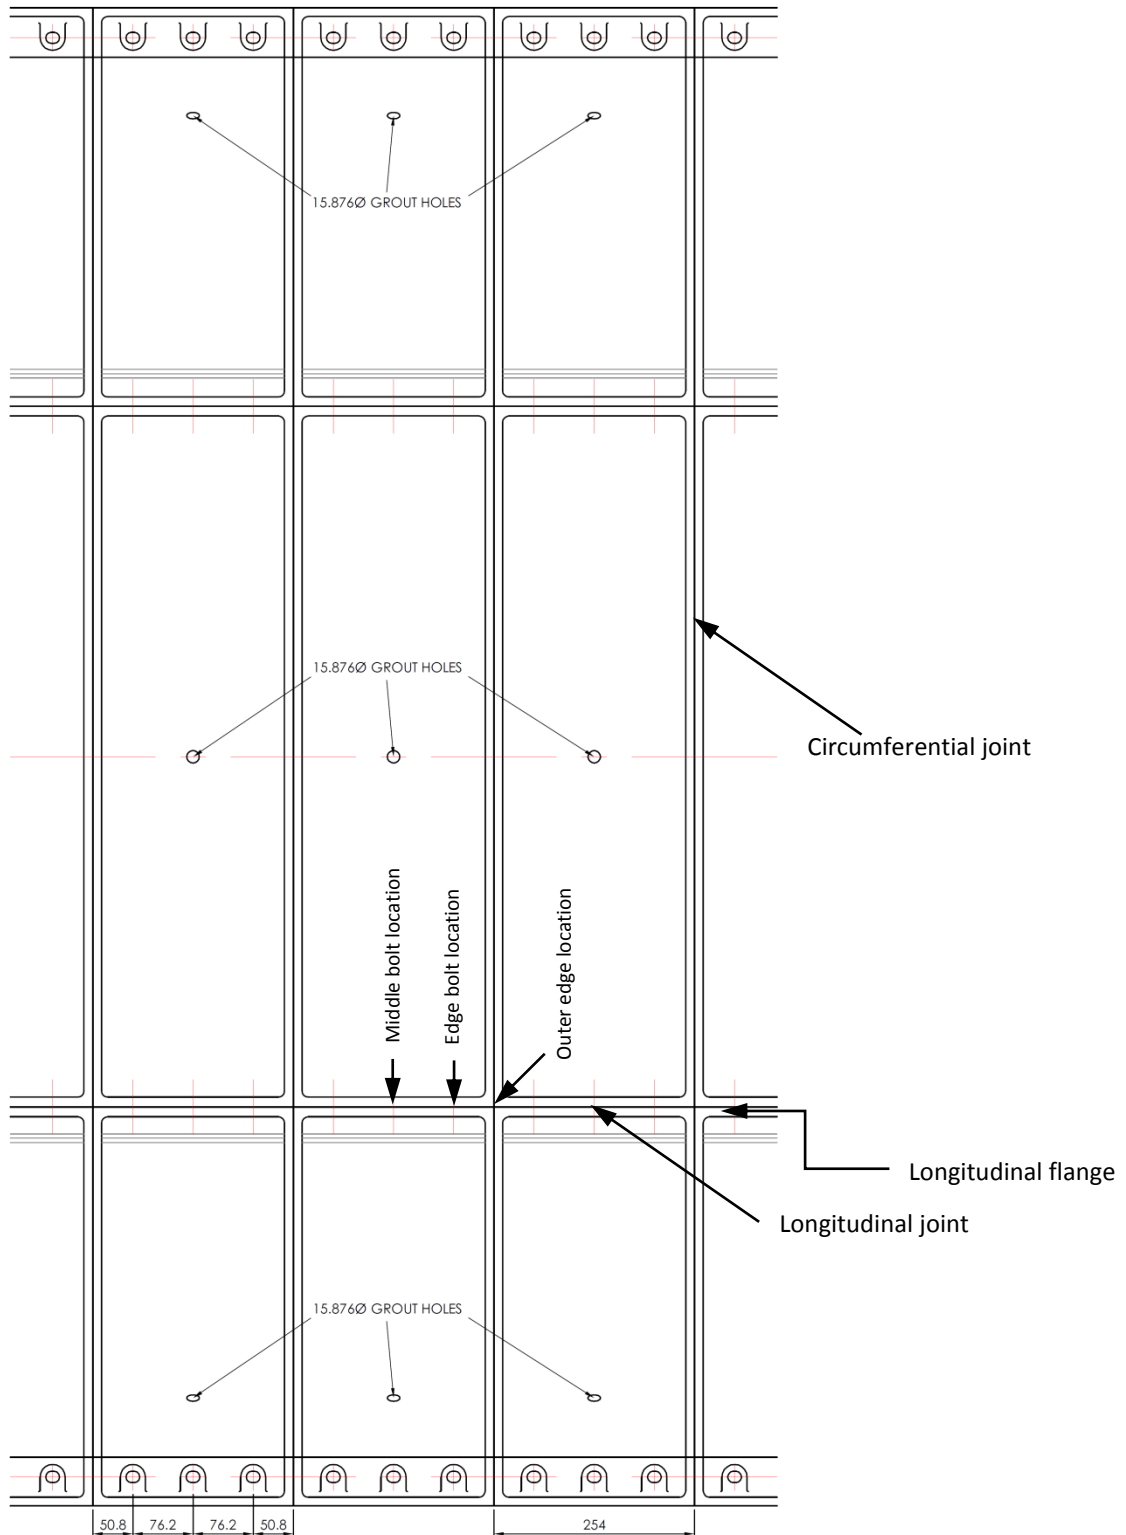 15.876Ø GROUT HOLES
15.876Ø GROUT HOLES
Circumferential joint
Middle bolt location
Edge bolt location
Outer edge location
Longitudinal flange
Longitudinal joint
15.876Ø GROUT HOLES
50.8 76.2 76.2 50.8 254